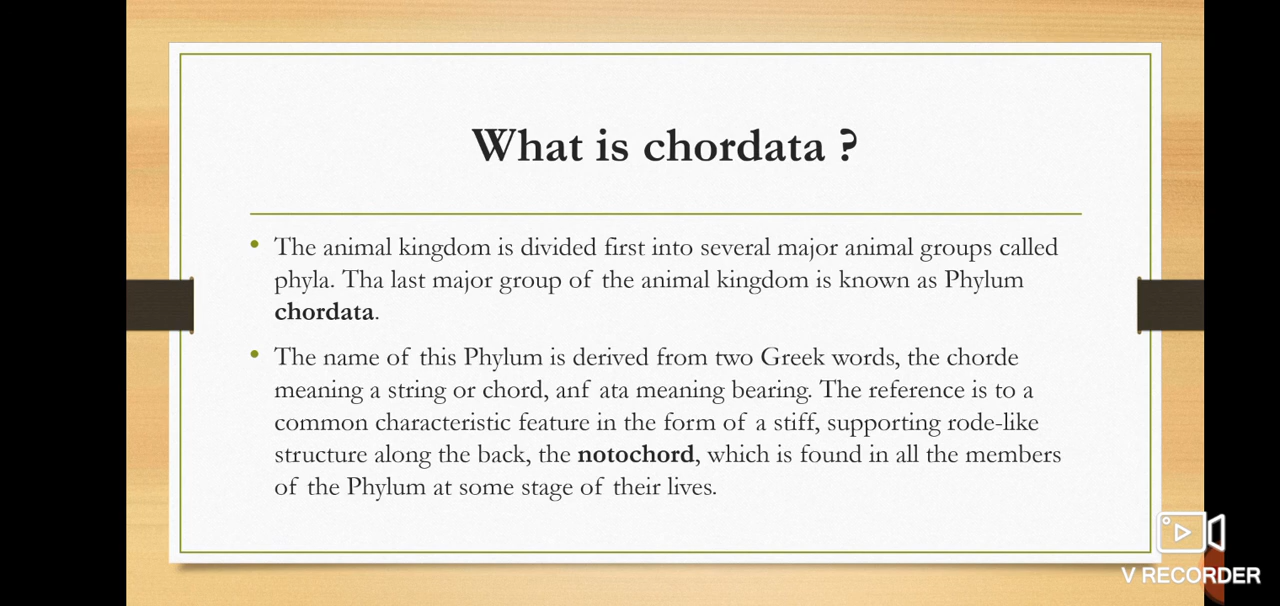 What is chordata ?
• The animal kingdom is divided first into several major animal groups called
phyla. Tha last major group of the animal kingdom is known as Phylum
chordata.
• The name of this Phylum is derived from two Greek words, the chorde
meaning a string or chord, anf ata meaning bearing. The reference is to a
common characteristic feature in the form of a stiff, supporting rode-like
structure along the back, the notochord, which is found in all the members
of the Phylum at some stage of their lives.
V RECORDER